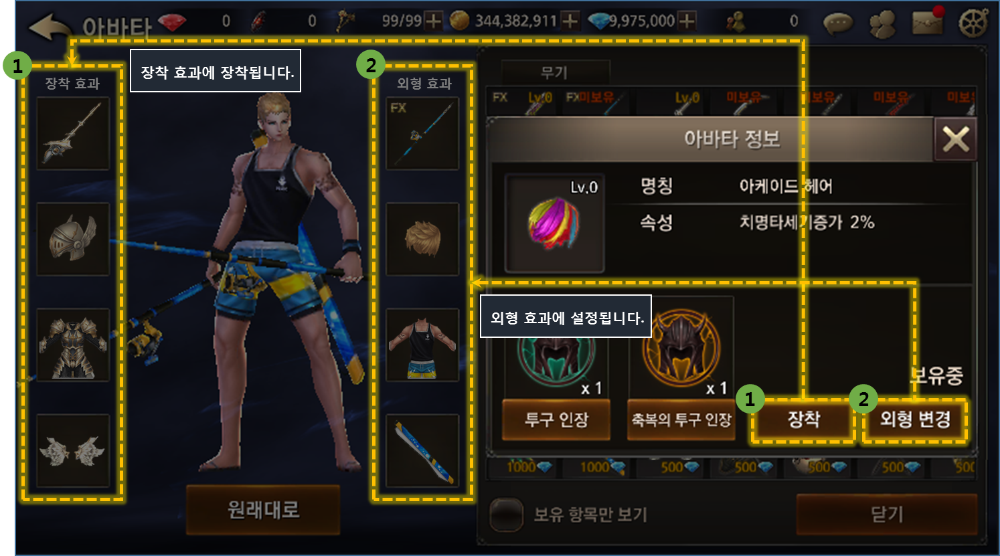 아바타
0
0
99/99
344,382,911
9,975,000
0
1
장착 효과에 장착됩니다.
2
장착 효과
외형 효과
무기
FX
FX Lv.0
FX 미보유
Lv.0
미보유
미보유
미보유
미보
아바타 정보
Lv.0
명칭
아케이드 헤어
속성
치명타세기증가 2%
외형 효과에 설정됩니다.
x 1
x 1
보유중
1
2
투구 인장
축복의 투구 인장
장착
외형 변경
1000
1000
500
500
500
500
500
원래대로
보유 항목만 보기
닫기